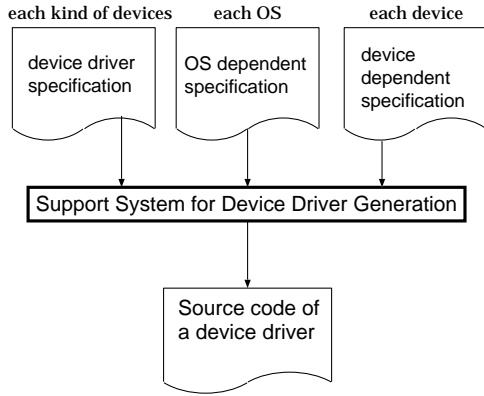 each kind of devices
each OS
each device
device driver
specification
OS dependent
specification
device
dependent
specification
Support System for Device Driver Generation
Source code of
a device driver